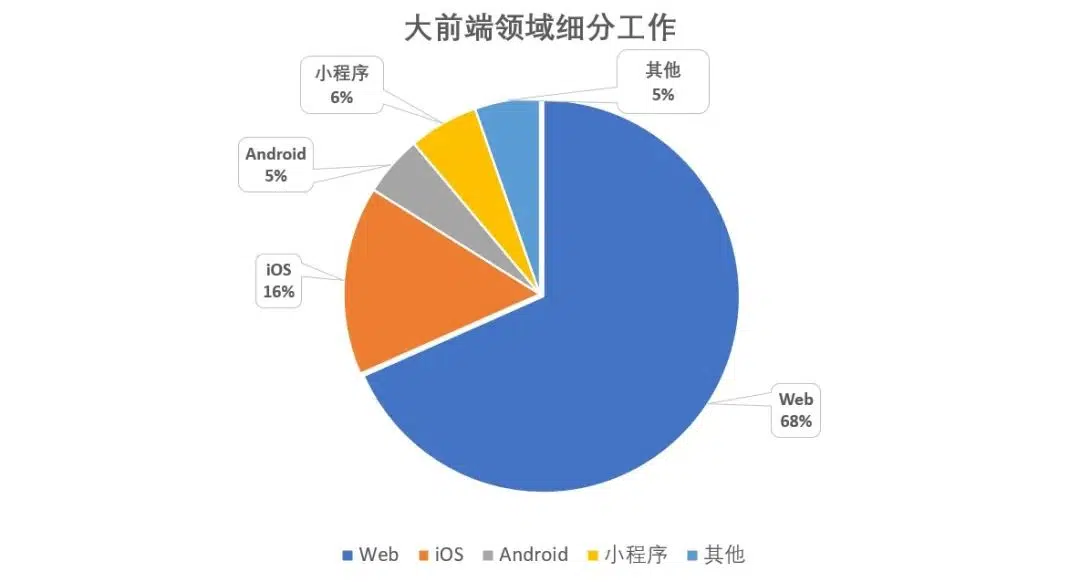 大前端领域细分工作
小程序
6%
其他
5%
Android
5%
iOS
16%
Web
68%
Web iOS Android 小程序 其他